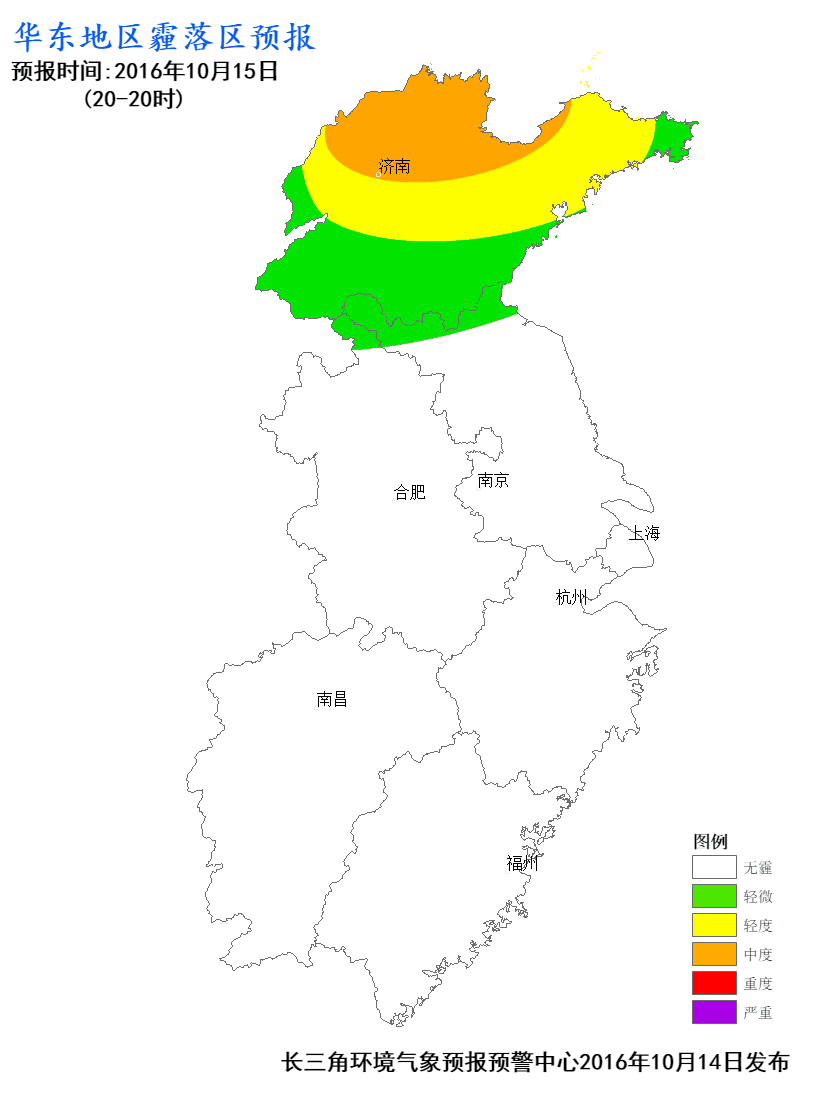 华东地区霾落区预报
预报时间:2016年10月15日
(20-20时)
济南
南京
合肥
上海
杭州
南昌
福州
图例
无霾
轻微
轻度
中度
重度
严重
长三角环境气象预报预警中心2016年10月14日发布